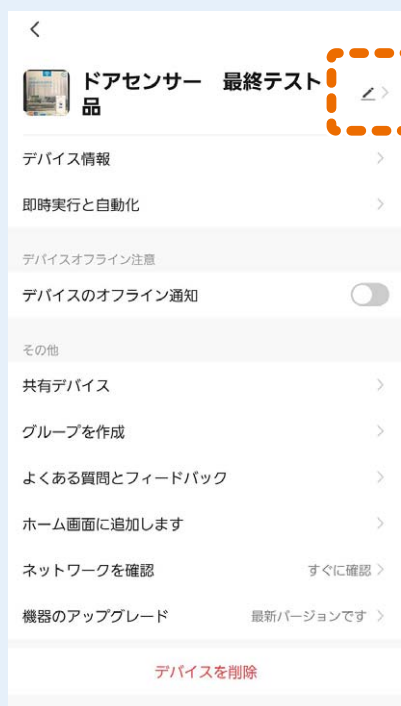 ドアセンサー　最終テスト
品
デバイス情報
即時実行と自動化
デバイスオフライン注意
デバイスのオフライン通知
その他
共有デバイス
グループを作成
よくある質問とフィードバック
ホーム画面に追加します
ネットワークを確認 すぐに確認
機器のアップグレード 最新バージョンです
デバイスを削除